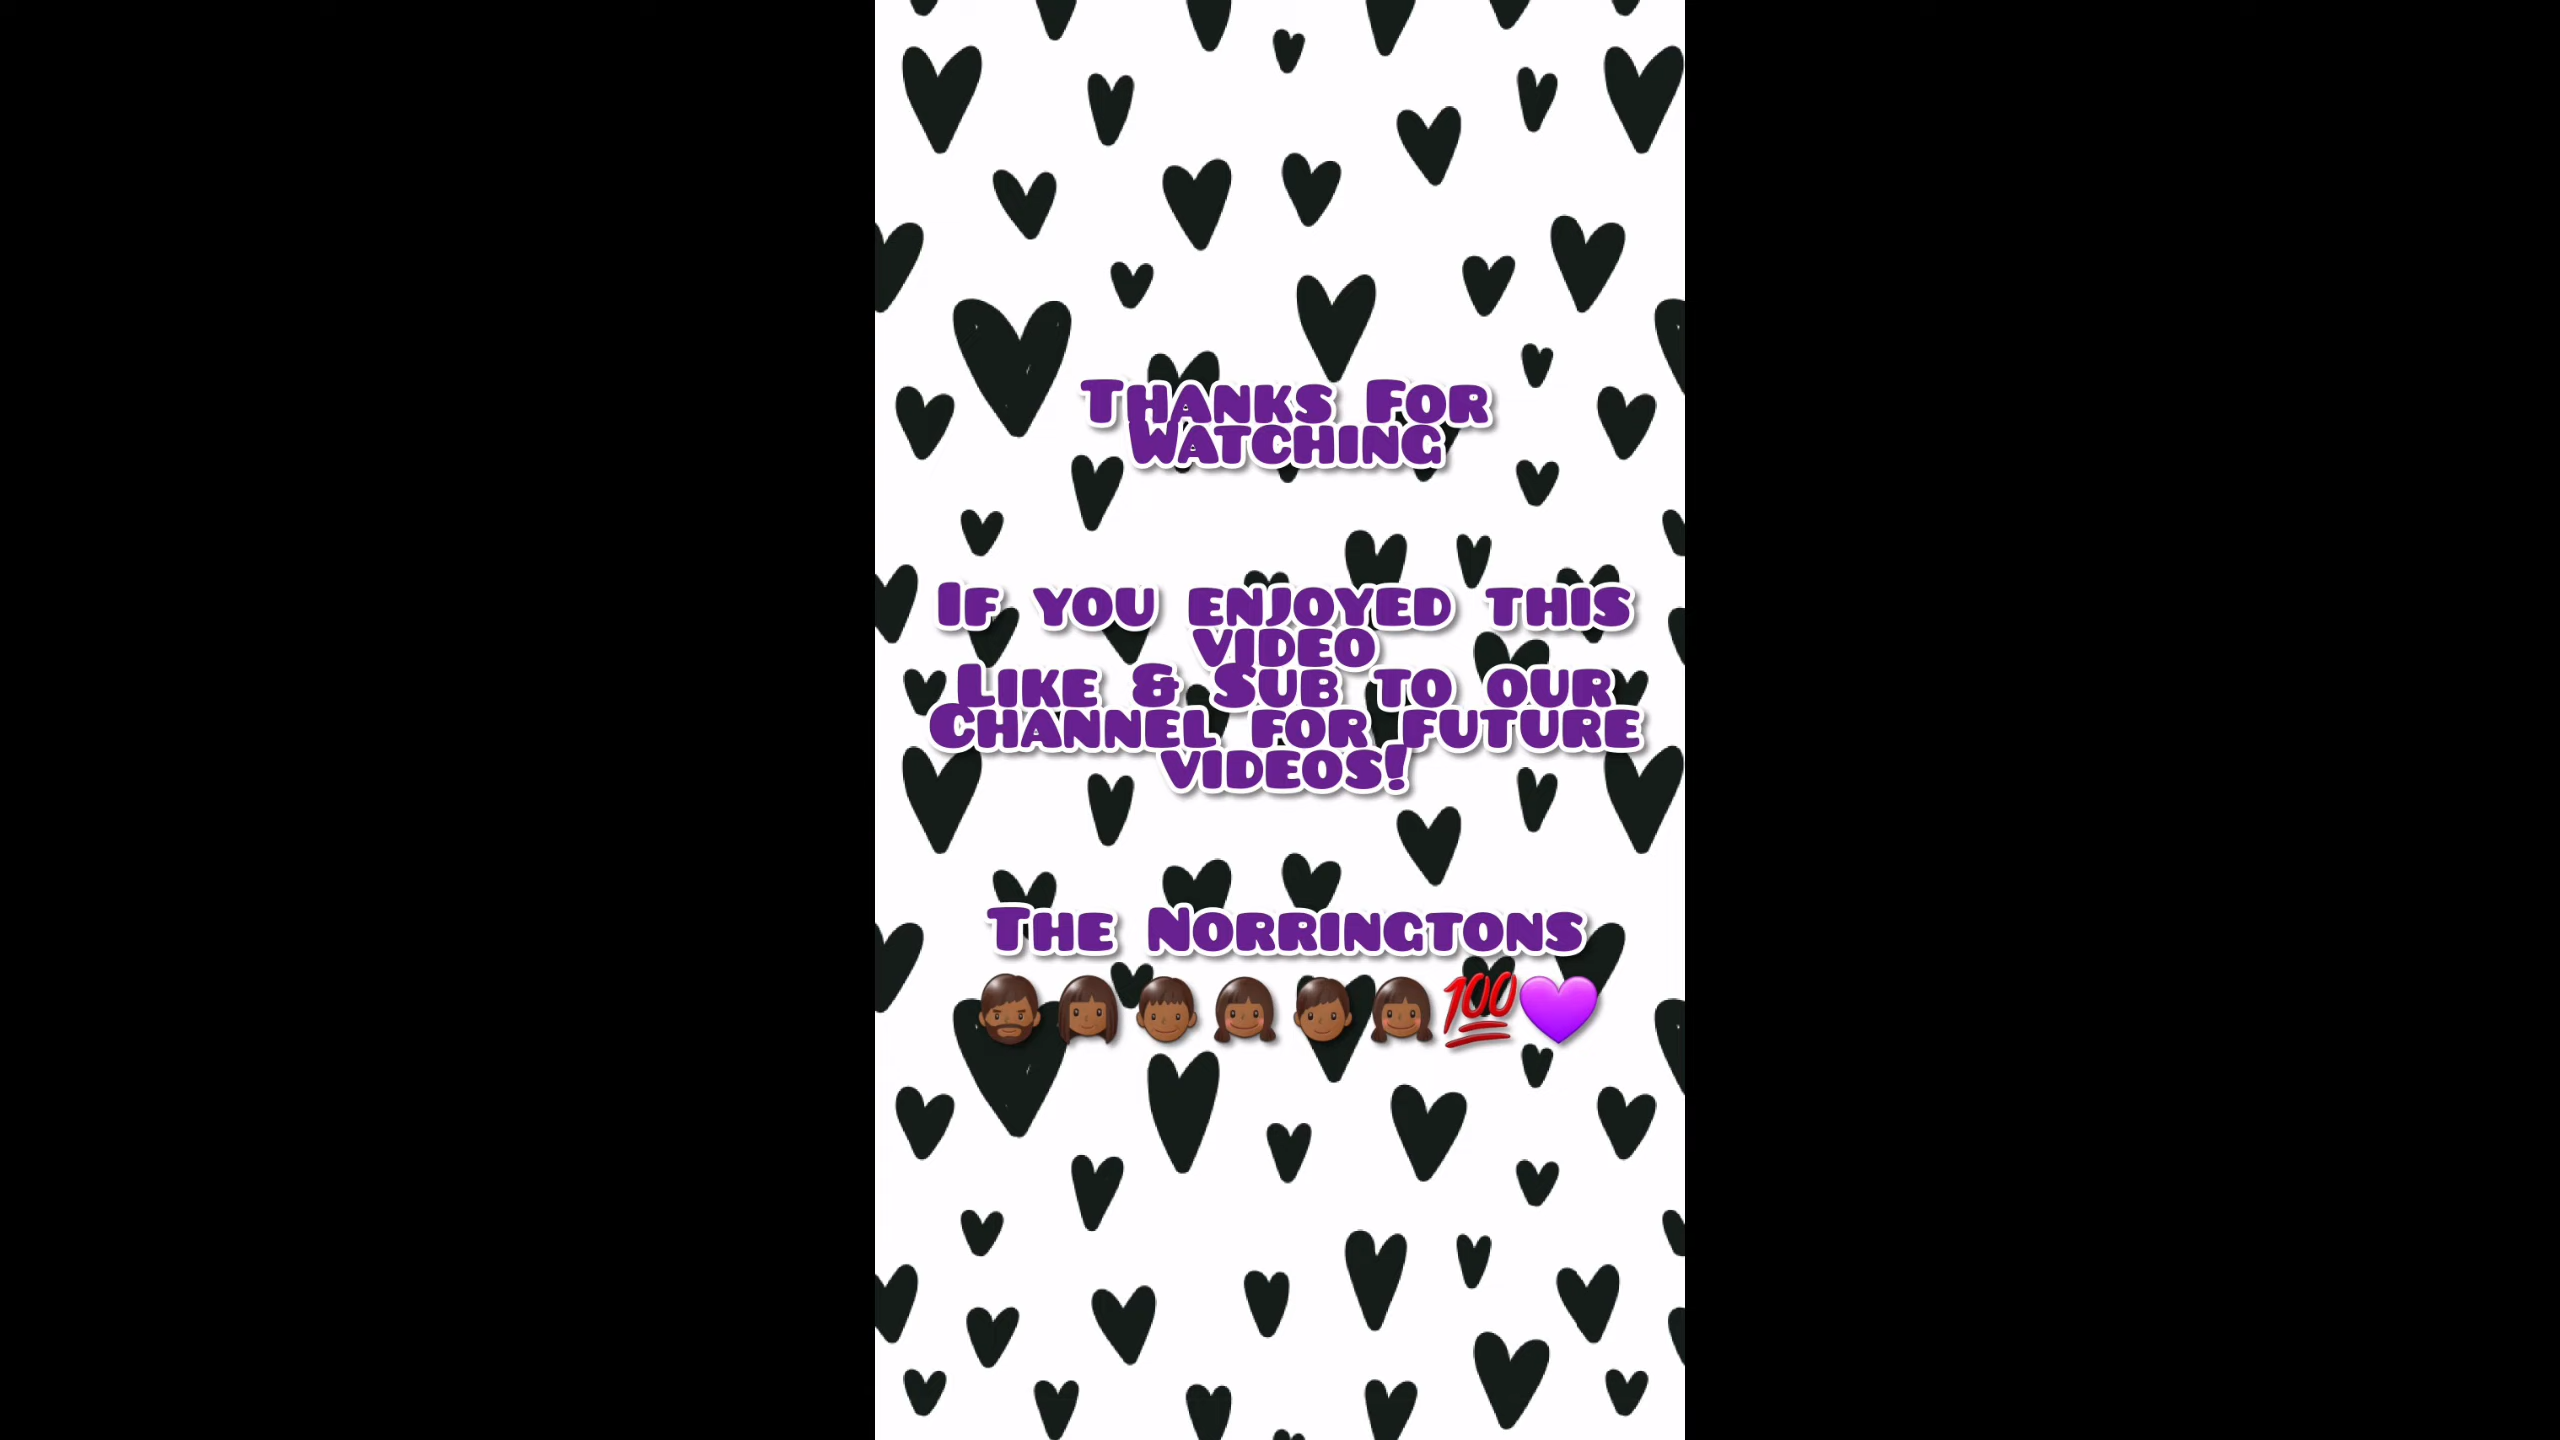 Thanks For
Watching
If you enjoyed this
video
Like & Sub to our
Channel for future
videos!
The Norringtons
🧔🏾👩🏾👦🏾👧🏾👦🏾👧🏾💯💜